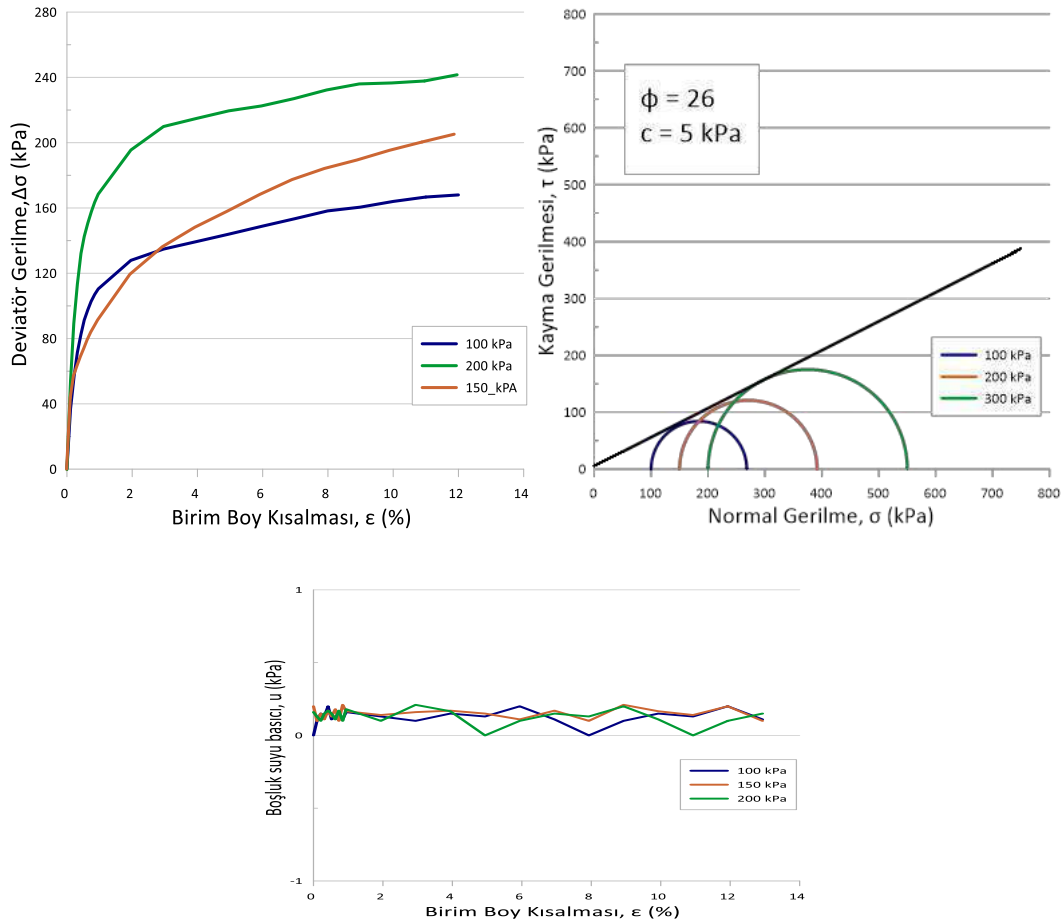 Deviatör Gerilme,Δσ (kPa)
280
240
200
160
120
80
40
0
0 2 4 6 8 10 12 14
Birim Boy Kısalması, ε (%)
100 kPa
200 kPa
150_kPA
Kayma Gerilmesi, τ (kPa)
800
700
600
500
400
300
200
100
0
0 100 200 300 400 500 600 700 800
Normal Gerilme, σ (kPa)
ϕ = 26
c = 5 kPa
100 kPa
200 kPa
300 kPa
Boşluk suyu basıcı, u (kPa)
1
0
-1
0 2 4 6 8 10 12 14
Birim Boy Kısalması, ε (%)
100 kPa
150 kPa
200 kPa